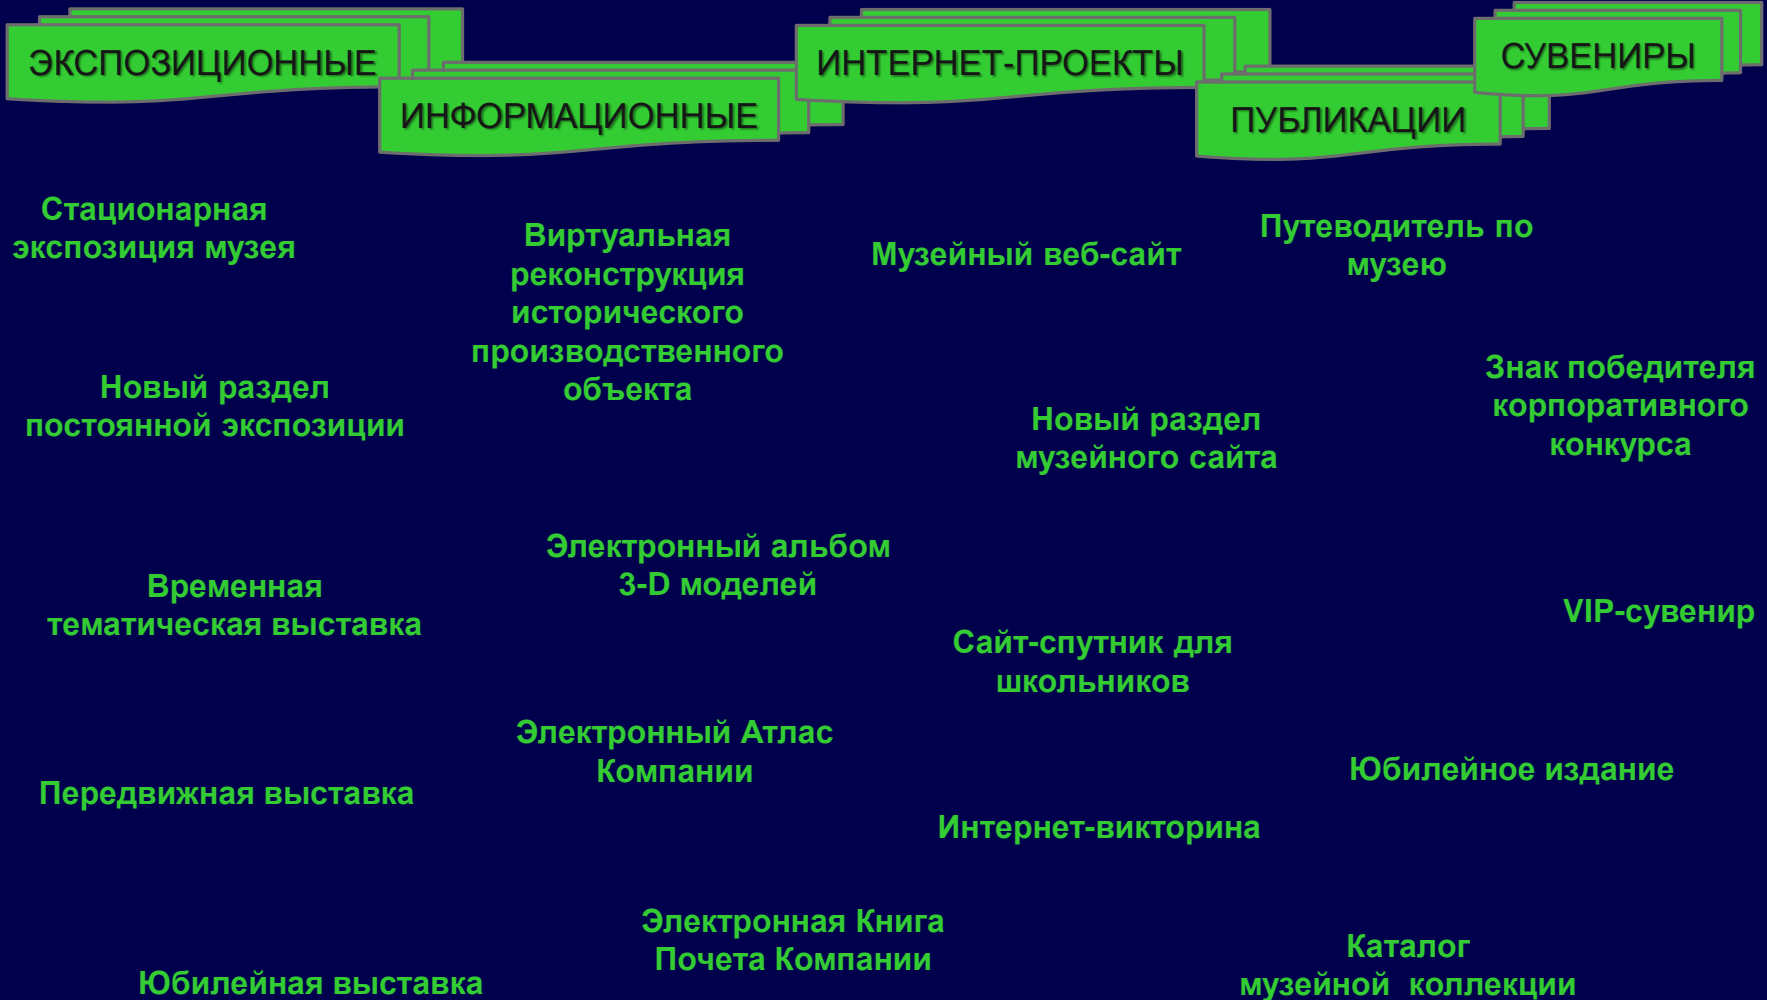 ЭКСПОЗИЦИОННЫЕ
ИНФОРМАЦИОННЫЕ
ИНТЕРНЕТ-ПРОЕКТЫ
ПУБЛИКАЦИИ
СУВЕНИРЫ
Стационарная
экспозиция музея
Новый раздел
постоянной экспозиции
Временная
тематическая выставка
Передвижная выставка
Юбилейная выставка
Виртуальная
реконструкция
исторического
производственного
объекта
Электронный альбом
3-D моделей
Электронный Атлас
Компании
Электронная Книга
Почета Компании
Музейный веб-сайт
Новый раздел
музейного сайта
Сайт-спутник для
школьников
Интернет-викторина
Путеводитель по
музею
Юбилейное издание
Каталог
музейной коллекции
Знак победителя
корпоративного
конкурса
VIP-сувенир